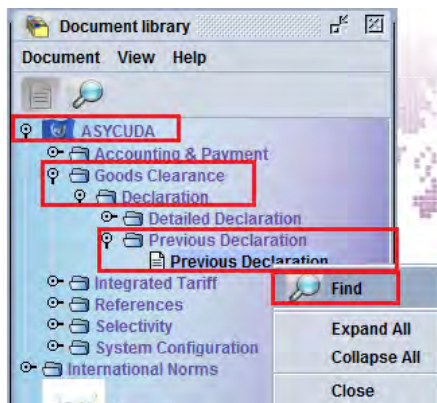 Document library
Document View Help
ASYCUDA
Accounting & Payment
Goods Clearance
Declaration
Detailed Declaration
Previous Declaration
Previous Declaration
Integrated Tariff
Find
References
Selectivity
Expand All
System Configuration
Collapse All
International Norms
Close